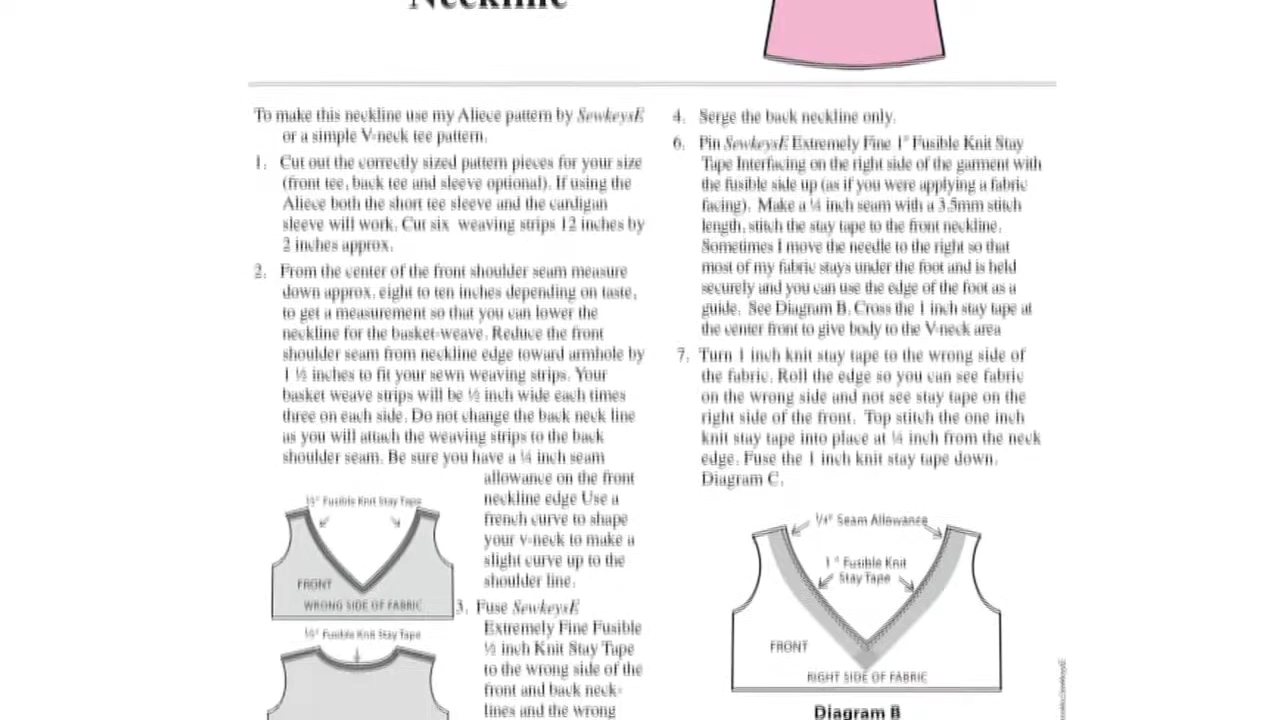 Neckline
To make this neckline use my Aliece pattern by SewkeysE
or a simple V-neck tee pattern.
1. Cut out the correctly sized pattern pieces for your size
(front tee, back tee and sleeve optional). If using the
Aliece both the short tee sleeve and the cardigan
sleeve will work. Cut six weaving strips 12 inches by
2 inches approx.
2. From the center of the front shoulder seam measure
down approx. eight to ten inches depending on taste,
to get a measurement so that you can lower the
neckline for the basket-weave. Reduce the front
shoulder seam from neckline edge toward armhole by
1 ½ inches to fit your sewn weaving strips. Your
basket weave strips will be ½ inch wide each times
three on each side. Do not change the back neck line
as you will attach the weaving strips to the back
shoulder seam. Be sure you have a ¼ inch seam
allowance on the front
neckline edge Use a
french curve to shape
your v-neck to make a
slight curve up to the
shoulder line.
3. Fuse SewkeysE
Extremely Fine Fusible
½ inch Knit Stay Tape
to the wrong side of the
front and back neck-
lines and the wrong
½" Fusible Knit Stay Tape
FRONT
WRONG SIDE OF FABRIC
½" Fusible Knit Stay Tape
4. Serge the back neckline only.
6. Pin SewkeysE Extremely Fine 1" Fusible Knit Stay
Tape Interfacing on the right side of the garment with
the fusible side up (as if you were applying a fabric
facing). Make a ¼ inch seam with a 3.5mm stitch
length, stitch the stay tape to the front neckline.
Sometimes I move the needle to the right so that
most of my fabric stays under the foot and is held
securely and you can use the edge of the foot as a
guide. See Diagram B. Cross the 1 inch stay tape at
the center front to give body to the V-neck area
7. Turn 1 inch knit stay tape to the wrong side of
the fabric. Roll the edge so you can see fabric
on the wrong side and not see stay tape on the
right side of the front. Top stitch the one inch
knit stay tape into place at ¼ inch from the neck
edge. Fuse the 1 inch knit stay tape down.
Diagram C.
1/4" Seam Allowance
1" Fusible Knit
Stay Tape
FRONT
RIGHT SIDE OF FABRIC
Diagram B